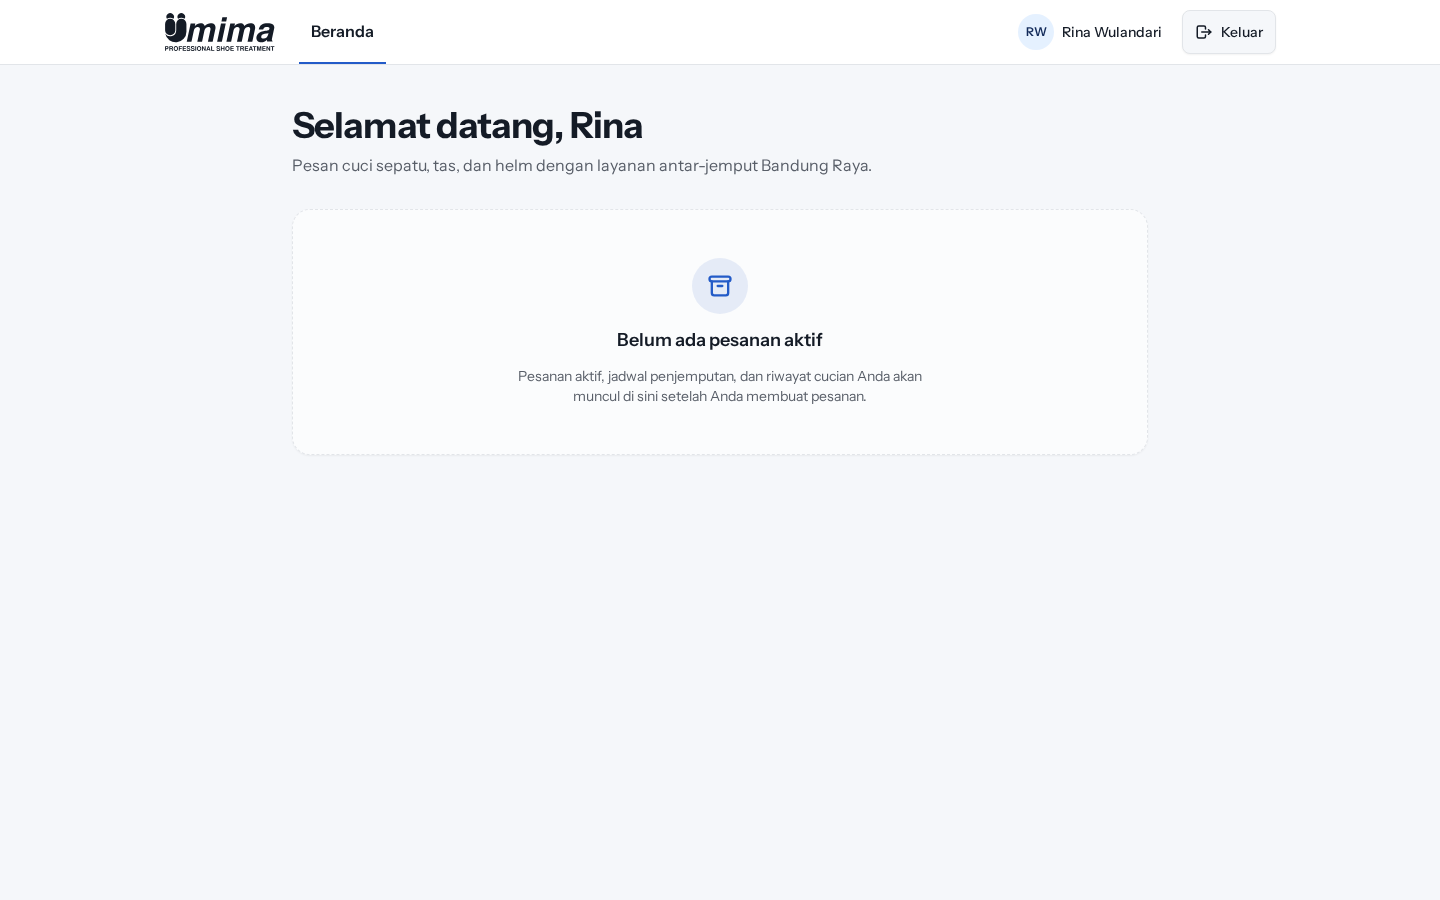 Ümima
PROFESSIONAL SHOE TREATMENT
Beranda
RW
Rina Wulandari
Keluar
Selamat datang, Rina
Pesan cuci sepatu, tas, dan helm dengan layanan antar-jemput Bandung Raya.
Belum ada pesanan aktif
Pesanan aktif, jadwal penjemputan, dan riwayat cucian Anda akan
muncul di sini setelah Anda membuat pesanan.